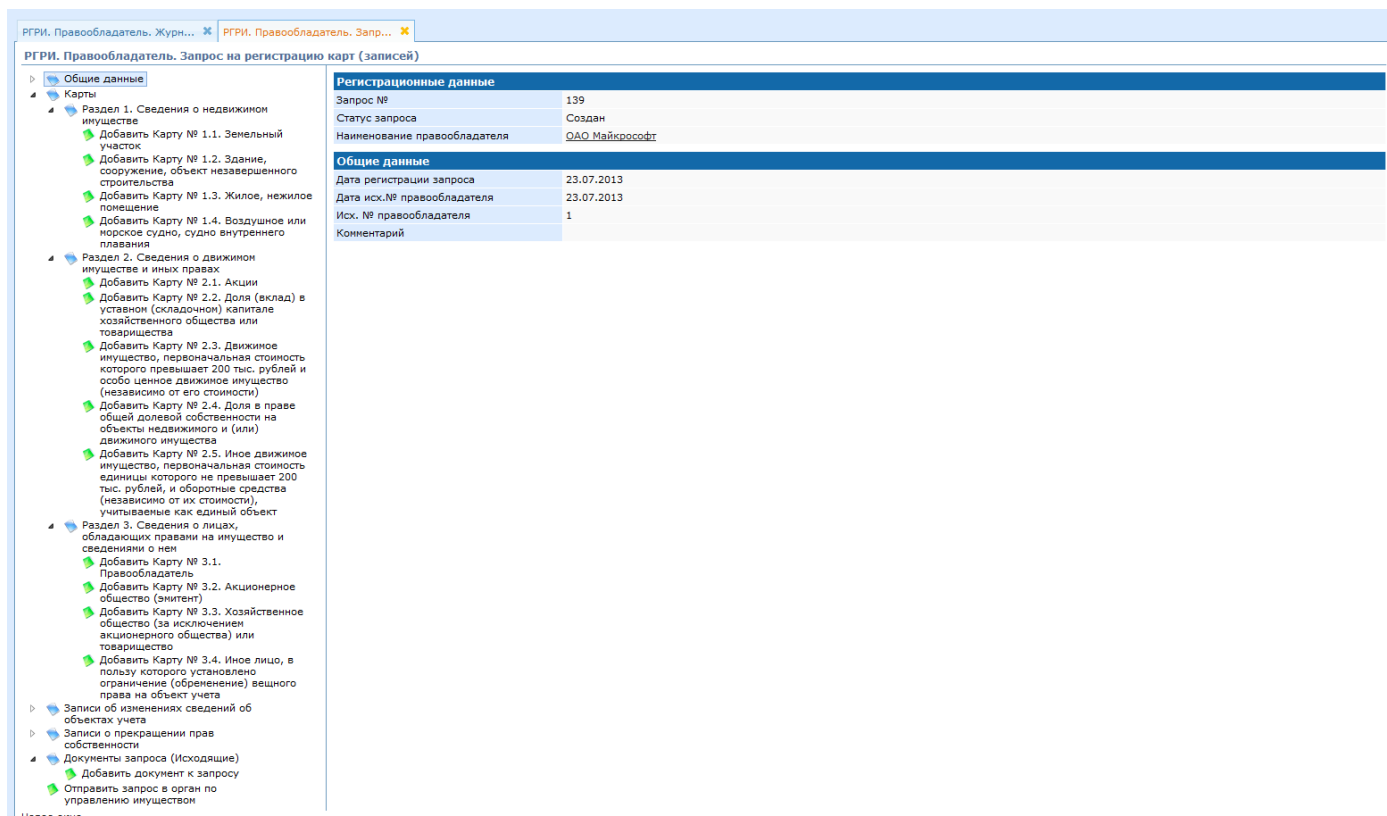 РГРИ. Правообладатель. Журн...
РГРИ. Правообладатель. Запр...
РГРИ. Правообладатель. Запрос на регистрацию карт (записей)
Общие данные
Карты
Раздел 1. Сведения о недвижимом
имуществе
Добавить Карту № 1.1. Земельный
участок
Добавить Карту № 1.2. Здание,
сооружение, объект незавершенного
строительства
Добавить Карту № 1.3. Жилое, нежилое
помещение
Добавить Карту № 1.4. Воздушное или
морское судно, судно внутреннего
плавания
Раздел 2. Сведения о движимом
имуществе и иных правах
Добавить Карту № 2.1. Акции
Добавить Карту № 2.2. Доля (вклад) в
уставном (складочном) капитале
хозяйственного общества или
товарищества
Добавить Карту № 2.3. Движимое
имущество, первоначальная стоимость
которого превышает 200 тыс. рублей и
особо ценное движимое имущество
(независимо от его стоимости)
Добавить Карту № 2.4. Доля в праве
общей долевой собственности на
объекты недвижимого и (или)
движимого имущества
Добавить Карту № 2.5. Иное движимое
имущество, первоначальная стоимость
единицы которого не превышает 200
тыс. рублей, и оборотные средства
(независимо от их стоимости),
учитываемые как единый объект
Раздел 3. Сведения о лицах,
обладающих правами на имущество и
сведениями о нем
Добавить Карту № 3.1.
Правообладатель
Добавить Карту № 3.2. Акционерное
общество (эмитент)
Добавить Карту № 3.3. Хозяйственное
общество (за исключением
акционерного общества) или
товарищество
Добавить Карту № 3.4. Иное лицо, в
пользу которого установлено
ограничение (обременение) вещного
права на объект учета
Записи об изменениях сведений об
объектах учета
Записи о прекращении прав
собственности
Документы запроса (Исходящие)
Добавить документ к запросу
Отправить запрос в орган по
управлению имуществом
Регистрационные данные
Запрос № 139
Статус запроса Создан
Наименование правообладателя ОАО Майкрософт
Общие данные
Дата регистрации запроса 23.07.2013
Дата исх.№ правообладателя 23.07.2013
Исх. № правообладателя 1
Комментарий